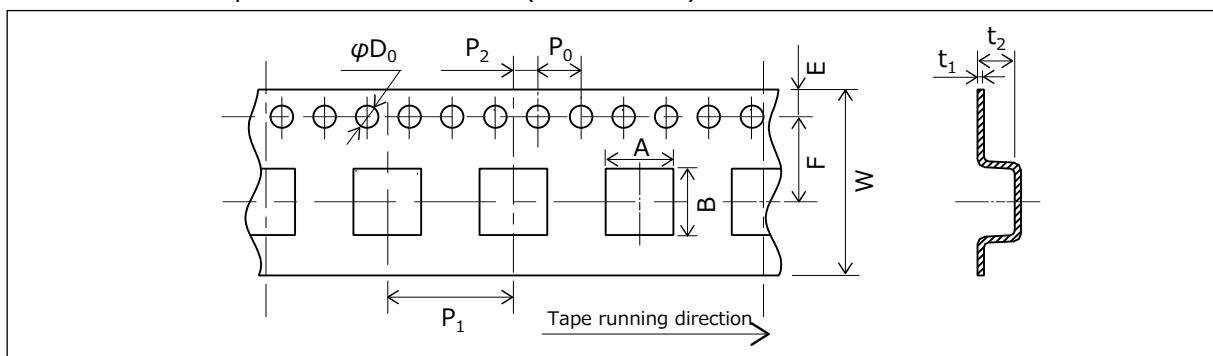 φD0
P2
P0
E
t2
t1
A
F
W
B
P1
Tape running direction